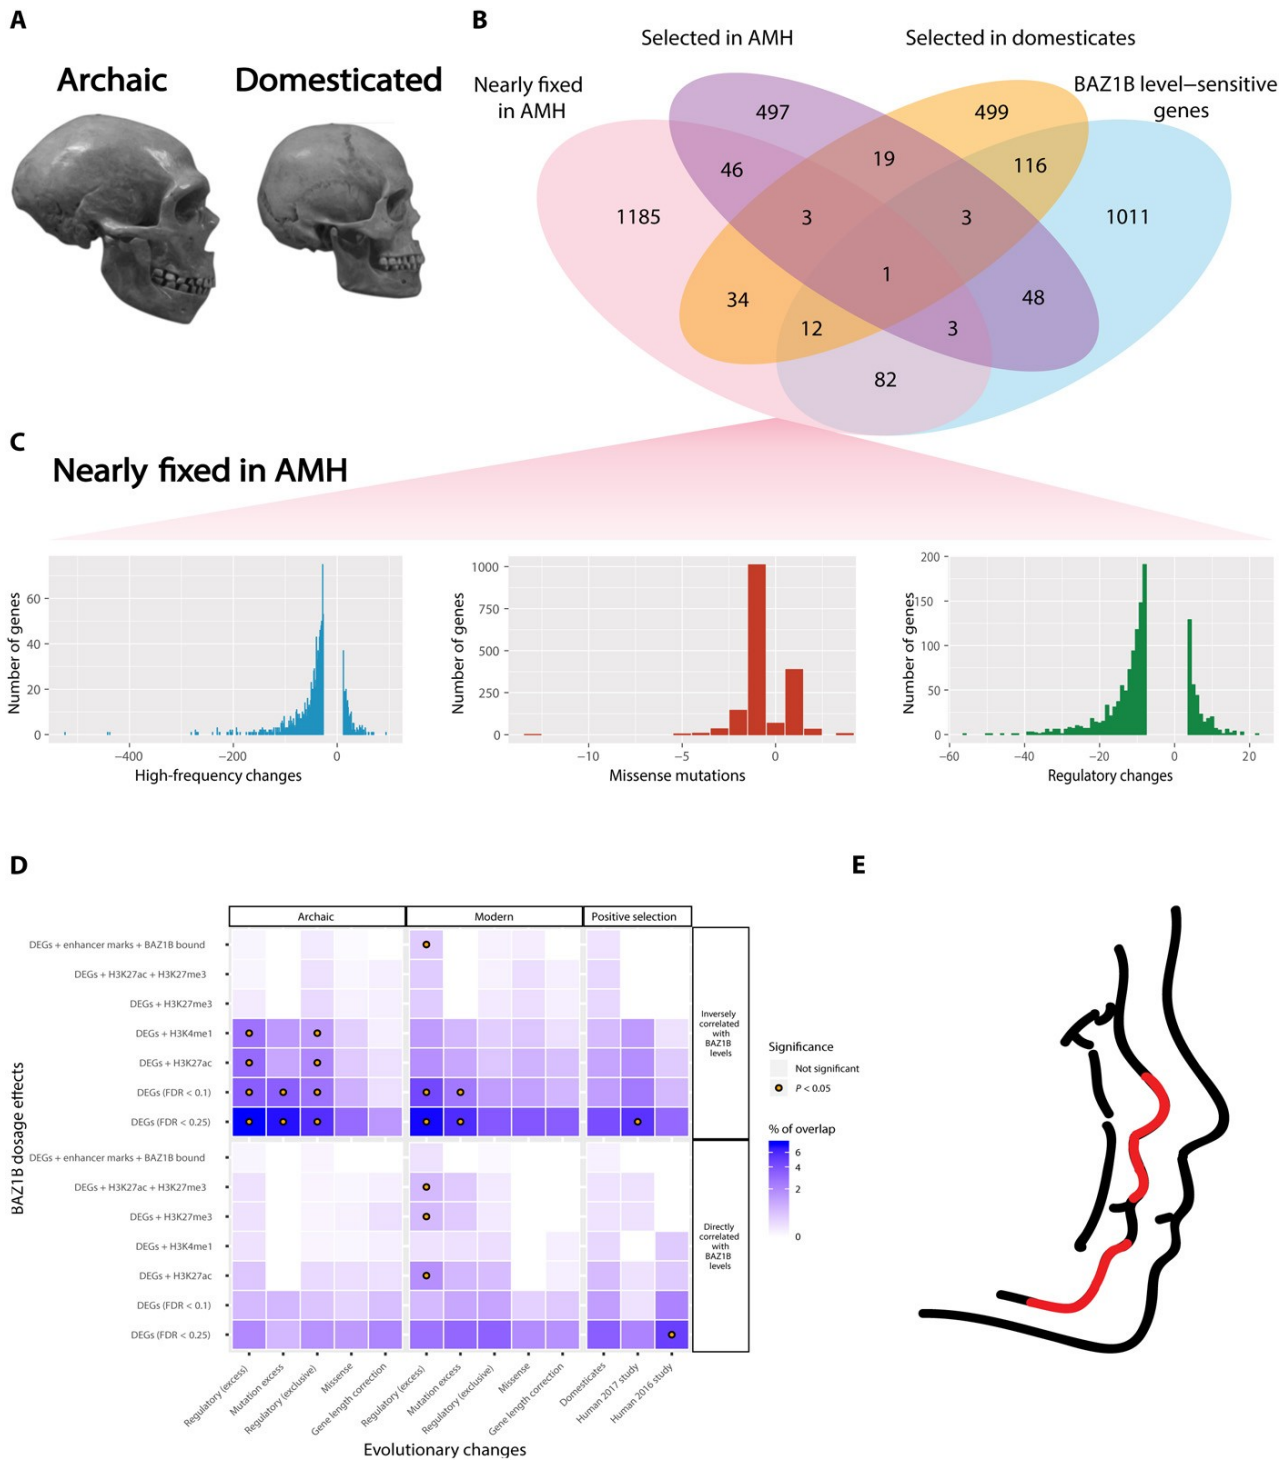 A
Archaic
Domesticated
B
Selected in AMH
Selected in domesticates
Nearly fixed
in AMH
BAZ1B level–sensitive
genes
497
499
46
19
116
1185
3
3
1011
1
34
48
12
3
82
C
Nearly fixed in AMH
Number of genes
60
40
20
0
−400
−200
0
High-frequency changes
Number of genes
1000
750
500
250
0
−10
−5
0
Missense mutations
Number of genes
200
150
100
50
0
−60
−40
−20
0
20
Regulatory changes
D
BAZ1B dosage effects
Archaic
Modern
Positive selection
DEGs + enhancer marks + BAZ1B bound
DEGs + H3K27ac + H3K27me3
DEGs + H3K27me3
DEGs + H3K4me1
DEGs + H3K27ac
DEGs (FDR < 0.1)
DEGs (FDR < 0.25)
Inversely
correlated
with
BAZ1B
levels
DEGs + enhancer marks + BAZ1B bound
DEGs + H3K27ac + H3K27me3
DEGs + H3K27me3
DEGs + H3K4me1
DEGs + H3K27ac
DEGs (FDR < 0.1)
DEGs (FDR < 0.25)
Directly
correlated
with
BAZ1B
levels
Regulatory (excess)
Mutation excess
Regulatory (exclusive)
Missense
Gene length correction
Regulatory (excess)
Mutation excess
Regulatory (exclusive)
Missense
Gene length correction
Domesticates
Human 2017 study
Human 2016 study
Evolutionary changes
Significance
Not significant
P < 0.05
% of overlap
6
4
2
0
E